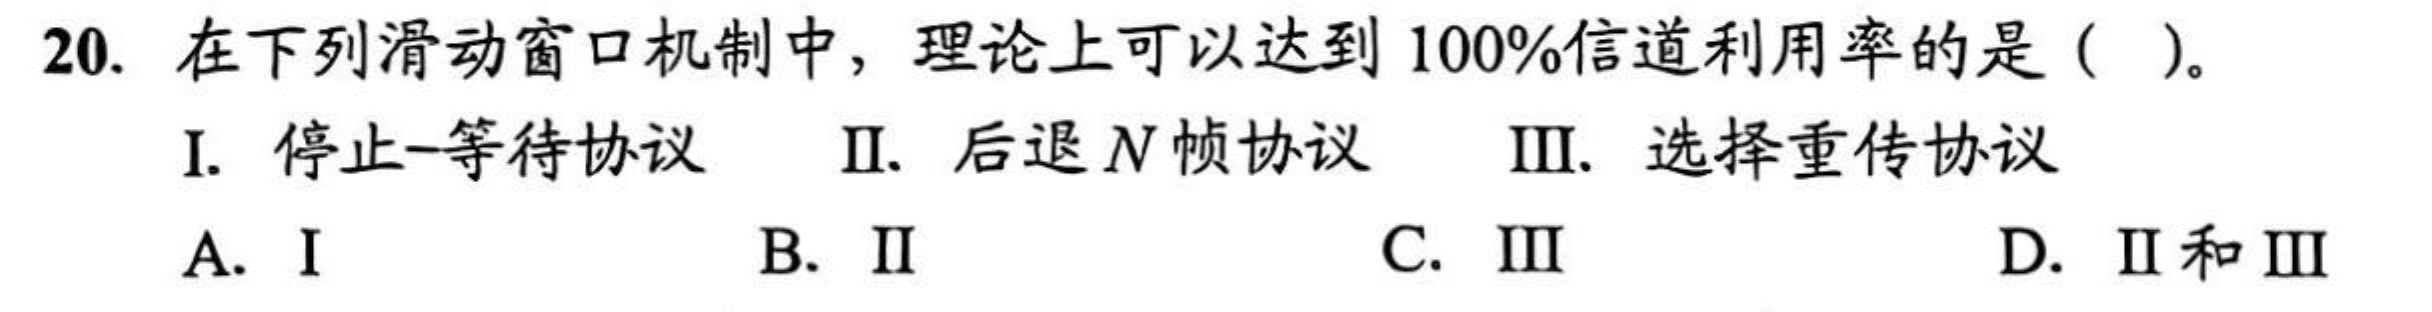 20. 在下列滑动窗口机制中，理论上可以达到 100%信道利用率的是（ ）。
I. 停止–等待协议 II. 后退 N 帧协议 III. 选择重传协议
A. I B. II C. III D. II 和 III